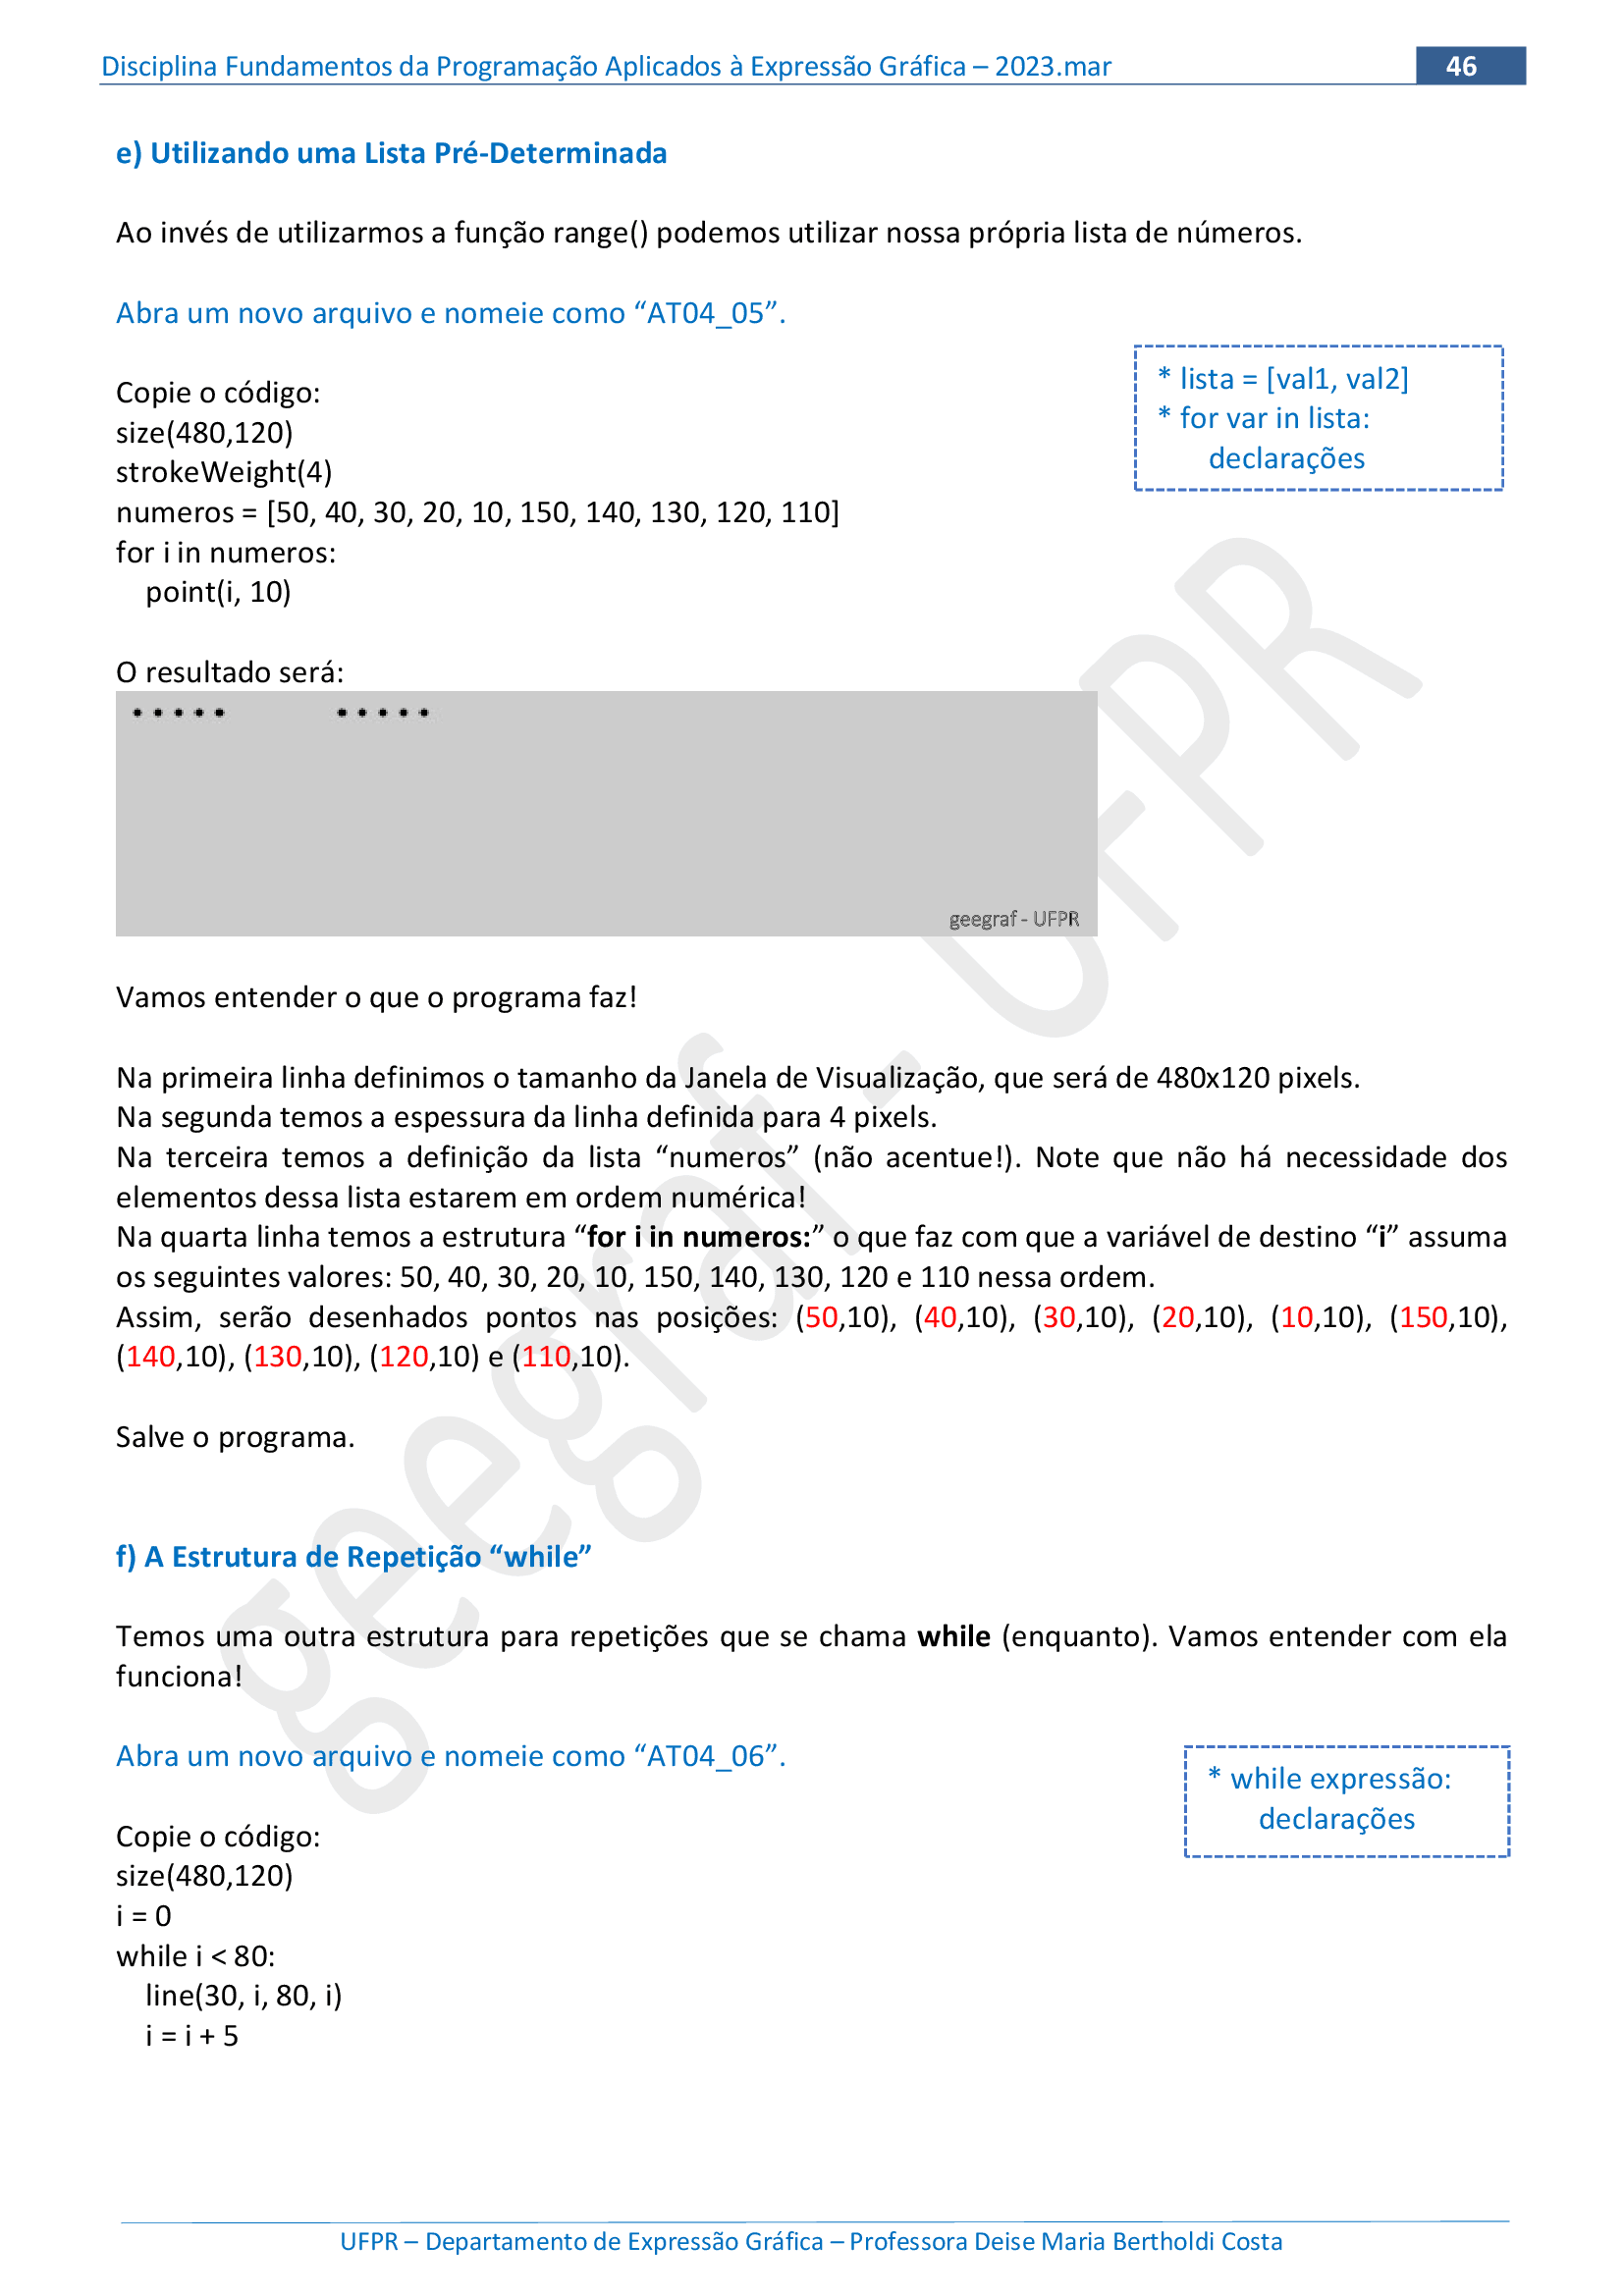 Disciplina Fundamentos da Programação Aplicados à Expressão Gráfica – 2023.mar 46
e) Utilizando uma Lista Pré-Determinada
Ao invés de utilizarmos a função range() podemos utilizar nossa própria lista de números.
Abra um novo arquivo e nomeie como “AT04_05”.
Copie o código:
size(480,120)
strokeWeight(4)
numeros = [50, 40, 30, 20, 10, 150, 140, 130, 120, 110]
for i in numeros:
point(i, 10)
* lista = [val1, val2]
* for var in lista:
declarações
O resultado será:
geegraf - UFPR
Vamos entender o que o programa faz!
Na primeira linha definimos o tamanho da Janela de Visualização, que será de 480x120 pixels.
Na segunda temos a espessura da linha definida para 4 pixels.
Na terceira temos a definição da lista “numeros” (não acentue!). Note que não há necessidade dos
elementos dessa lista estarem em ordem numérica!
Na quarta linha temos a estrutura “for i in numeros:” o que faz com que a variável de destino “i” assuma
os seguintes valores: 50, 40, 30, 20, 10, 150, 140, 130, 120 e 110 nessa ordem.
Assim, serão desenhados pontos nas posições: (50,10), (40,10), (30,10), (20,10), (10,10), (150,10),
(140,10), (130,10), (120,10) e (110,10).
Salve o programa.
f) A Estrutura de Repetição “while”
Temos uma outra estrutura para repetições que se chama while (enquanto). Vamos entender com ela
funciona!
Abra um novo arquivo e nomeie como “AT04_06”.
* while expressão:
declarações
Copie o código:
size(480,120)
i = 0
while i < 80:
line(30, i, 80, i)
i = i + 5
geegraf - UFPR
UFPR – Departamento de Expressão Gráfica – Professora Deise Maria Bertholdi Costa